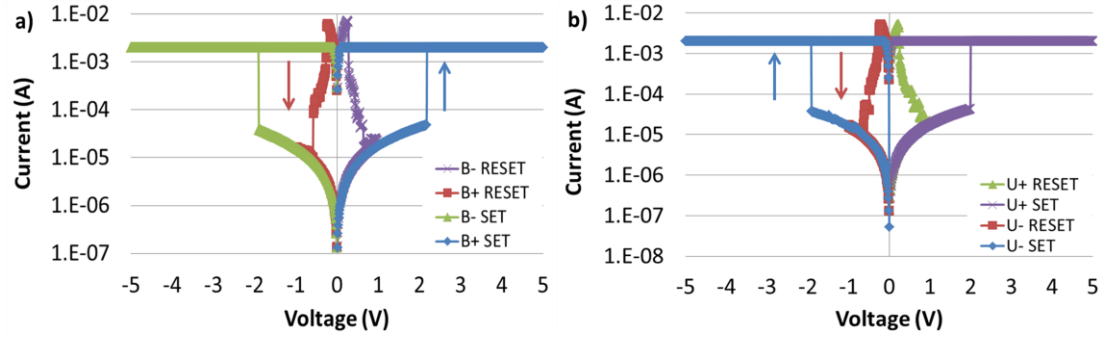 a)
1.E-02
1.E-03
1.E-04
1.E-05
1.E-06
1.E-07
Current (A)
-5 -4 -3 -2 -1 0 1 2 3 4 5
Voltage (V)
B- RESET
B+ RESET
B- SET
B+ SET
b)
1.E-02
1.E-03
1.E-04
1.E-05
1.E-06
1.E-07
1.E-08
Current (A)
-5 -4 -3 -2 -1 0 1 2 3 4 5
Voltage (V)
U+ RESET
U+ SET
U- RESET
U- SET